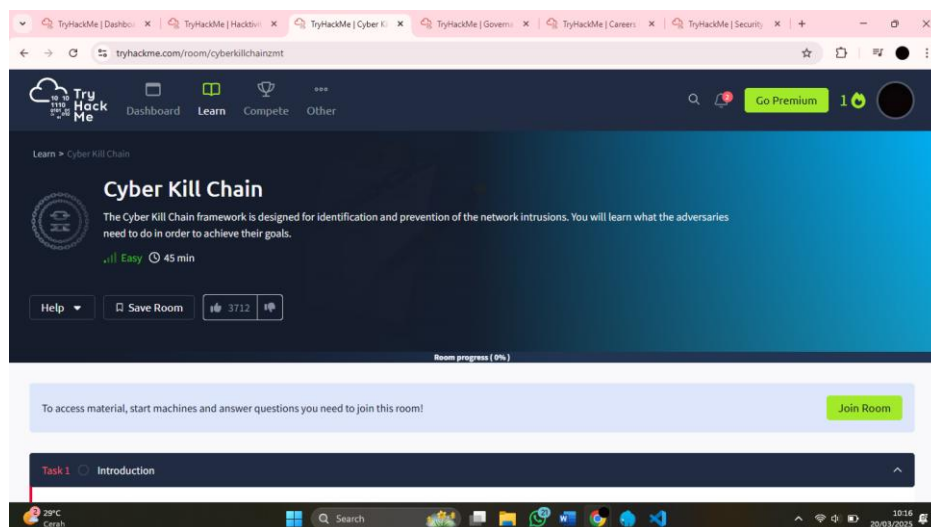 TryHackMe | Dashbo
TryHackMe | Hacktivi
TryHackMe | Cyber Ki
TryHackMe | Governa
TryHackMe | Careers
TryHackMe | Security
tryhackme.com/room/cyberkillchainzmt
Try
Hack
Me
Dashboard
Learn
Compete
Other
Go Premium
1
Learn > Cyber Kill Chain
Cyber Kill Chain
The Cyber Kill Chain framework is designed for identification and prevention of the network intrusions. You will learn what the adversaries
need to do in order to achieve their goals.
Easy 45 min
Help
Save Room
3712
Room progress ( 0% )
To access material, start machines and answer questions you need to join this room!
Join Room
Task 1 Introduction
29°C
Cerah
Search
10:16
20/03/2025